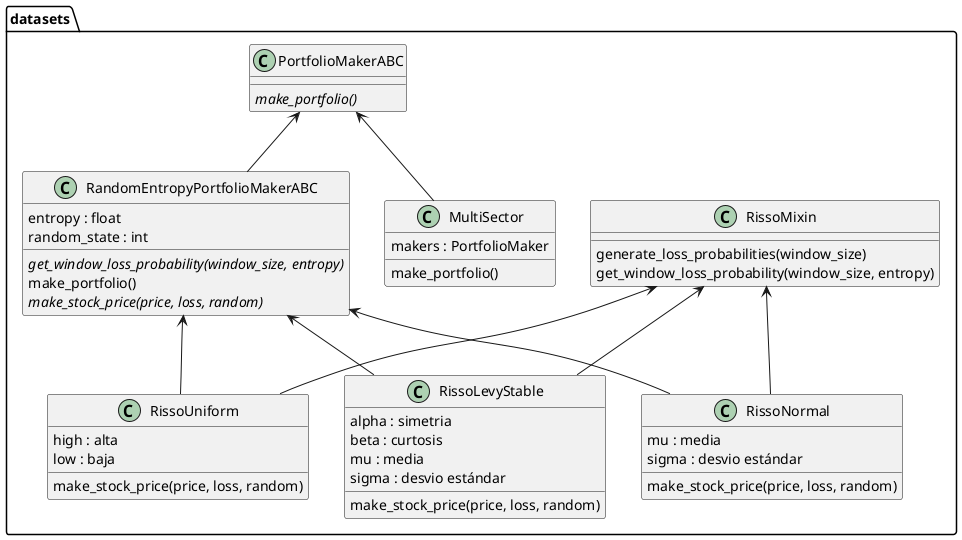 datasets
C PortfolioMakerABC
make_portfolio()
C RandomEntropyPortfolioMakerABC
entropy : float
random_state : int
get_window_loss_probability(window_size, entropy)
make_portfolio()
make_stock_price(price, loss, random)
C MultiSector
makers : PortfolioMaker
make_portfolio()
C RissoMixin
generate_loss_probabilities(window_size)
get_window_loss_probability(window_size, entropy)
C RissoUniform
high : alta
low : baja
make_stock_price(price, loss, random)
C RissoLevyStable
alpha : simetria
beta : curtosis
mu : media
sigma : desvio estándar
make_stock_price(price, loss, random)
C RissoNormal
mu : media
sigma : desvio estándar
make_stock_price(price, loss, random)